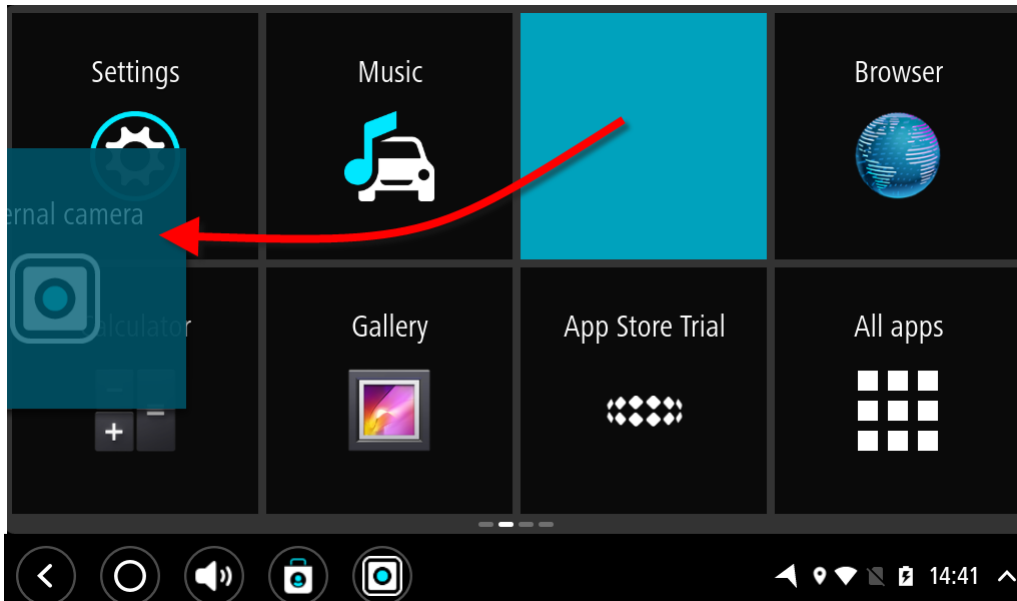 Settings
Music
Browser
ernal camera
Calculator
Gallery
App Store Trial
All apps
14:41